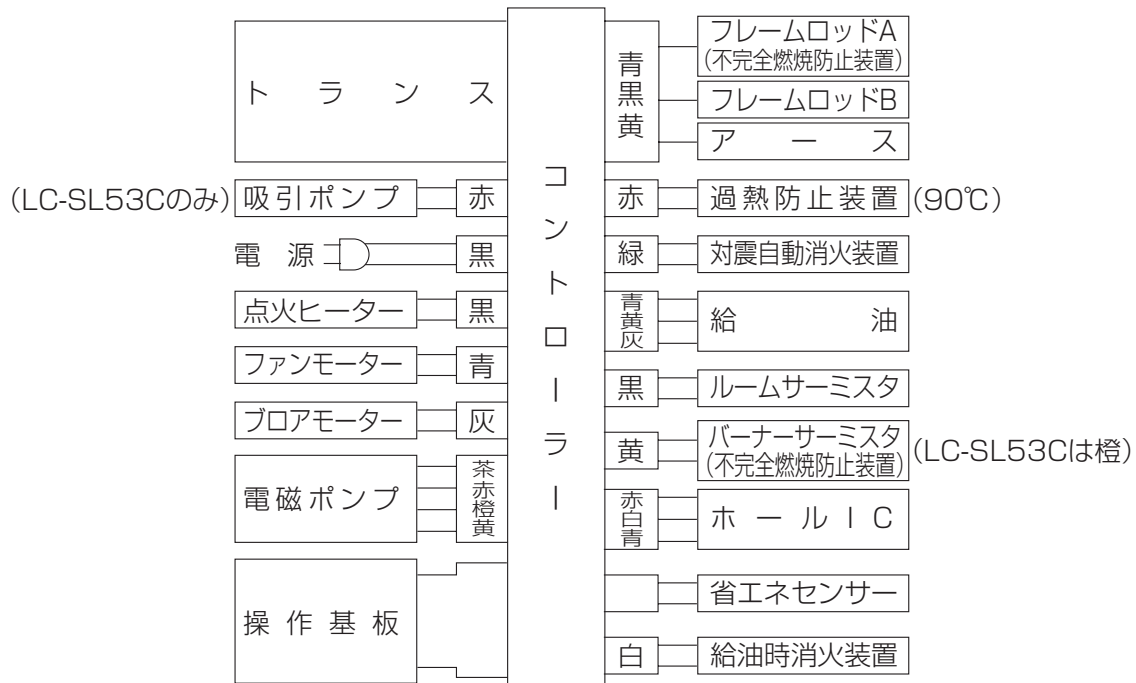 トランス
(LC-SL53Cのみ)
吸引ポンプ
赤
電源
黒
点火ヒーター
黒
ファンモーター
青
ブロアモーター
灰
電磁ポンプ
茶赤橙黄
操作基板
コントローラー
青黒黄
フレームロッドA
(不完全燃焼防止装置)
フレームロッドB
アース
赤
過熱防止装置
(90℃)
緑
対震自動消火装置
青黄灰
給油
黒
ルームサーミスタ
黄
バーナーサーミスタ
(不完全燃焼防止装置)
(LC-SL53Cは橙)
赤白青
ホールIC
省エネセンサー
白
給油時消火装置